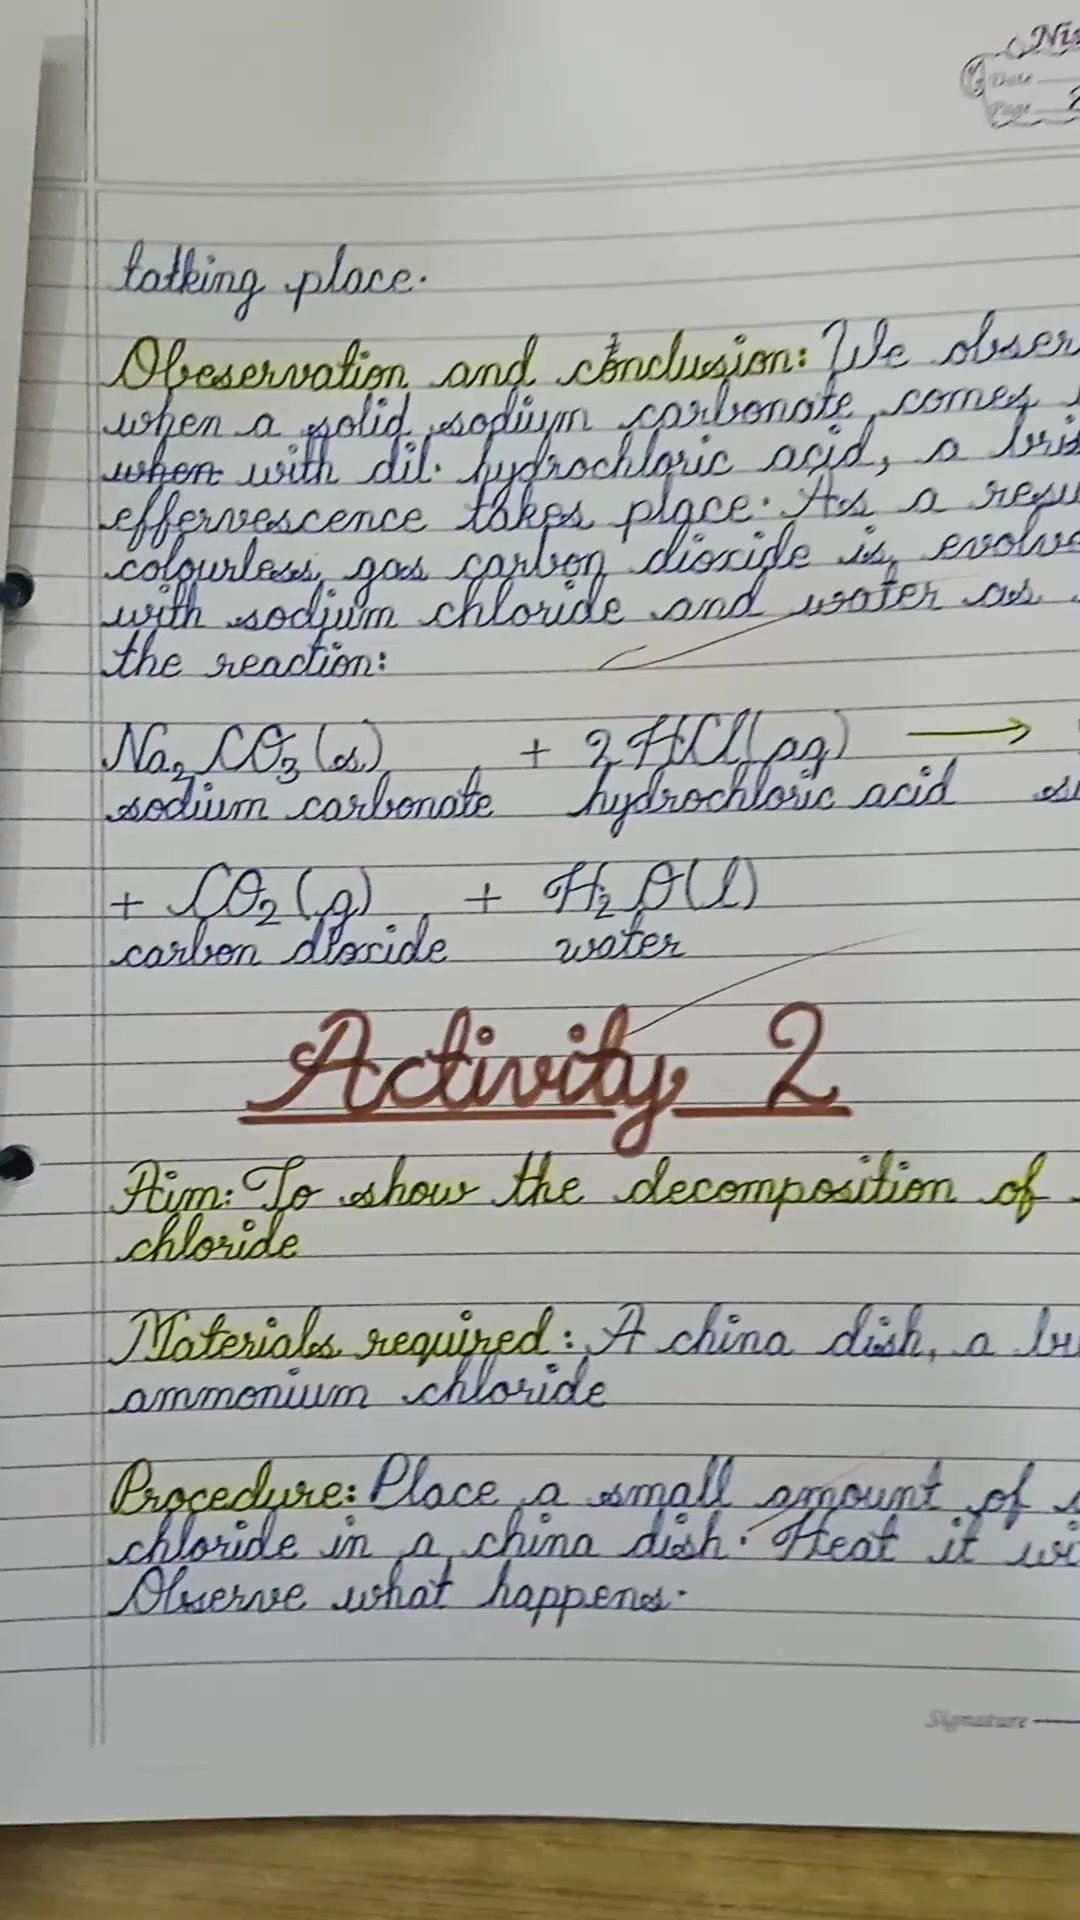 Date
Page
tatking place.
Obeservation and conclusion: We obser
when a solid sodium carbonate comes
when with dil. hydrochloric acid, a bris
effervescence takes place. As a resu
colourless gas carbon dioxide is evolve
with sodium chloride and water as
the reaction:
Na₂CO₃(s) + 2HCl(aq) →
sodium carbonate hydrochloric acid
+ CO₂(g) + H₂O(l)
carbon dioxide water
Activity 2
Aim: To show the decomposition of
chloride
Materials required: A china dish, a bu
ammonium chloride
Procedure: Place a small amount of
chloride in a china dish. Heat it wi
Observe what happens.
Signature